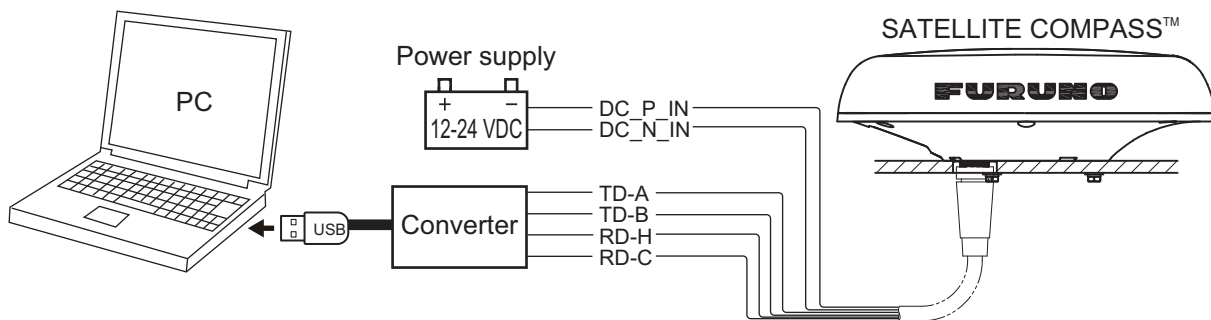 SATELLITE COMPASS™
FURUNO
PC
Power supply
+ −
12-24 VDC
DC_P_IN
DC_N_IN
USB
Converter
TD-A
TD-B
RD-H
RD-C